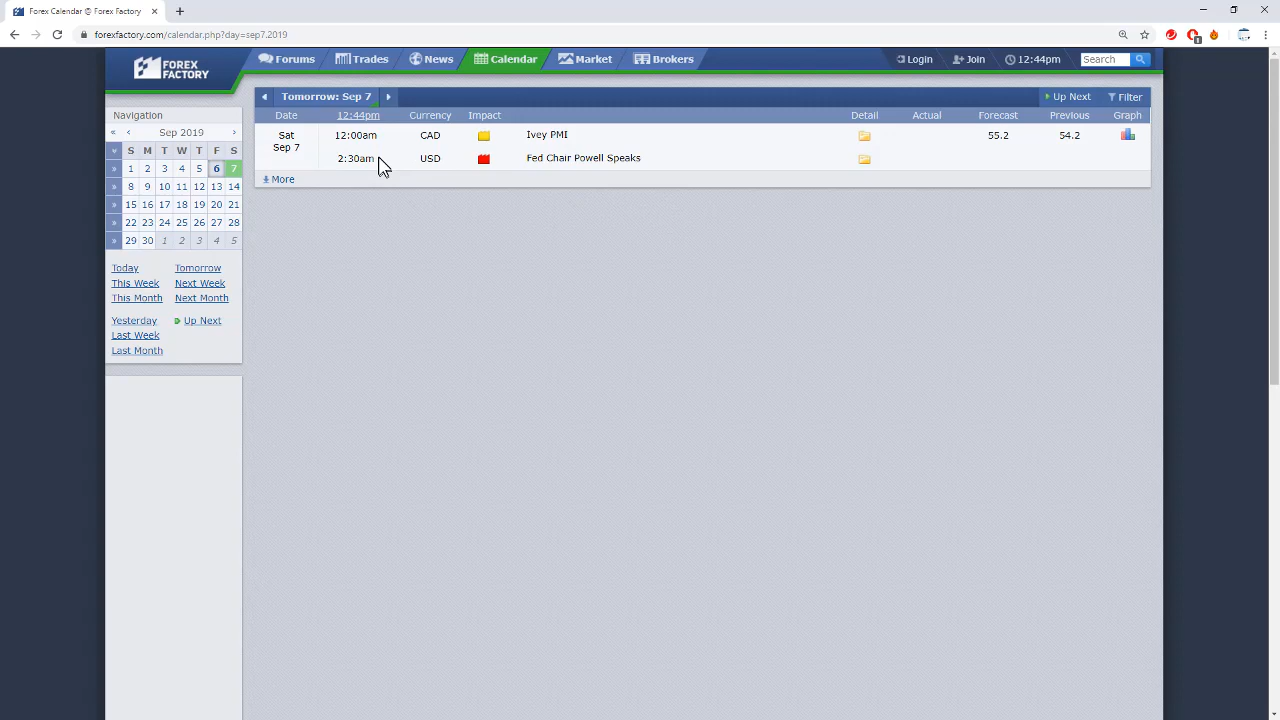 Forex Calendar @ Forex Factory
forexfactory.com/calendar.php?day=sep7.2019
1
FOREX FACTORY
Forums Trades News Calendar Market Brokers Login Join 12:44pm Search
Navigation
« ‹ Sep 2019 ›
S M T W T F S
» 1 2 3 4 5 6 7
» 8 9 10 11 12 13 14
» 15 16 17 18 19 20 21
» 22 23 24 25 26 27 28
» 29 30 1 2 3 4 5
Today Tomorrow
This Week Next Week
This Month Next Month
Yesterday Up Next
Last Week
Last Month
Tomorrow: Sep 7 Up Next Filter
Date 12:44pm Currency Impact Detail Actual Forecast Previous Graph
Sat Sep 7 12:00am CAD Ivey PMI 55.2 54.2
2:30am USD Fed Chair Powell Speaks
More